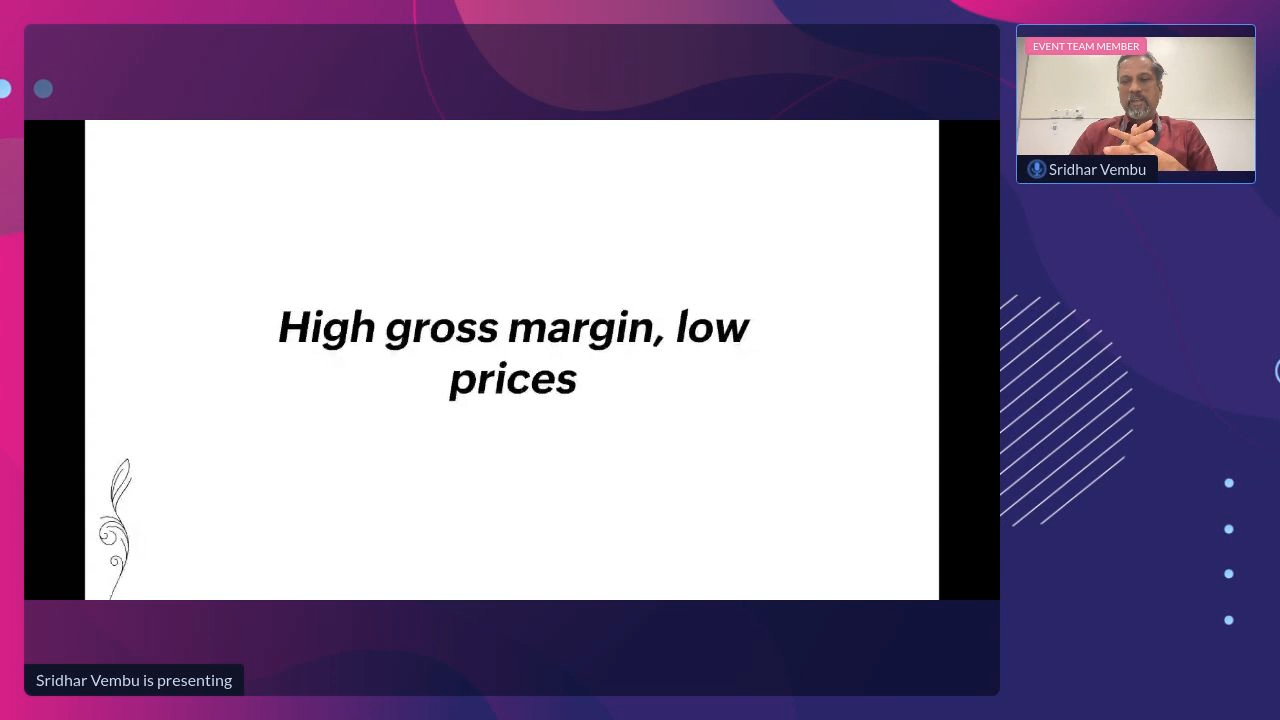 EVENT TEAM MEMBER
Sridhar Vembu
High gross margin, low
prices
Sridhar Vembu is presenting